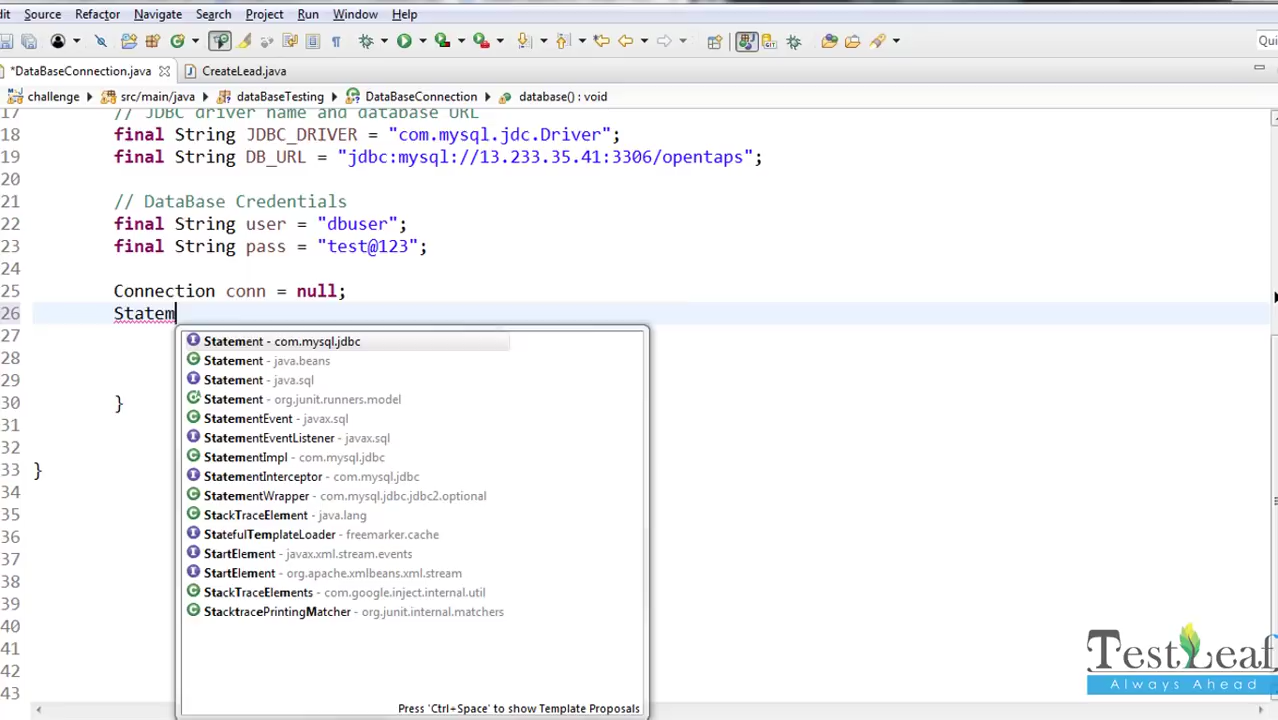 dit Source Refactor Navigate Search Project Run Window Help
Qui
*DataBaseConnection.java CreateLead.java
challenge src/main/java dataBaseTesting DataBaseConnection database() : void
17 // JDBC driver name and database URL
18 final String JDBC_DRIVER = "com.mysql.jdc.Driver";
19 final String DB_URL = "jdbc:mysql://13.233.35.41:3306/opentaps";
20
21 // DataBase Credentials
22 final String user = "dbuser";
23 final String pass = "test@123";
24
25 Connection conn = null;
26 Statem
27 Statement - com.mysql.jdbc
28 Statement - java.beans
29 Statement - java.sql
30 } Statement - org.junit.runners.model
31 StatementEvent - javax.sql
32 StatementEventListener - javax.sql
33 } StatementImpl - com.mysql.jdbc
StatementInterceptor - com.mysql.jdbc
34 StatementWrapper - com.mysql.jdbc.jdbc2.optional
35 StackTraceElement - java.lang
36 StatefulTemplateLoader - freemarker.cache
37 StartElement - javax.xml.stream.events
38 StartElement - org.apache.xmlbeans.xml.stream
39 StackTraceElements - com.google.inject.internal.util
40 StacktracePrintingMatcher - org.junit.internal.matchers
41
42
43
Press 'Ctrl+Space' to show Template Proposals
TestLeaf
Always Ahead